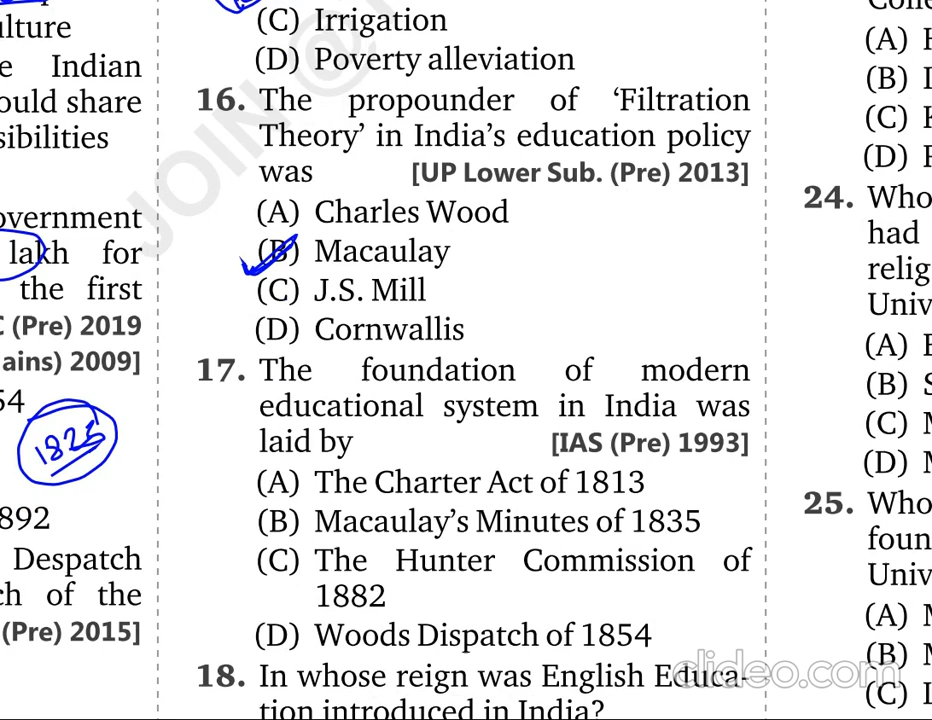 ulture
e Indian
ould share
sibilities
overnment
lakh for
the first
C (Pre) 2019
ains) 2009]
54
1825
892
Despatch
ch of the
(Pre) 2015]
JOIN @
(C) Irrigation
(D) Poverty alleviation
16. The propounder of ‘Filtration
Theory’ in India’s education policy
was [UP Lower Sub. (Pre) 2013]
(A) Charles Wood
(B) Macaulay
(C) J.S. Mill
(D) Cornwallis
17. The foundation of modern
educational system in India was
laid by [IAS (Pre) 1993]
(A) The Charter Act of 1813
(B) Macaulay’s Minutes of 1835
(C) The Hunter Commission of
1882
(D) Woods Dispatch of 1854
18. In whose reign was English Educa-
tion introduced in India?
(A)
(B)
(C)
(D)
24. Who
had
relig
Univ
(A)
(B)
(C)
(D)
25. Who
foun
Univ
(A)
(B)
(C)
clideo.com